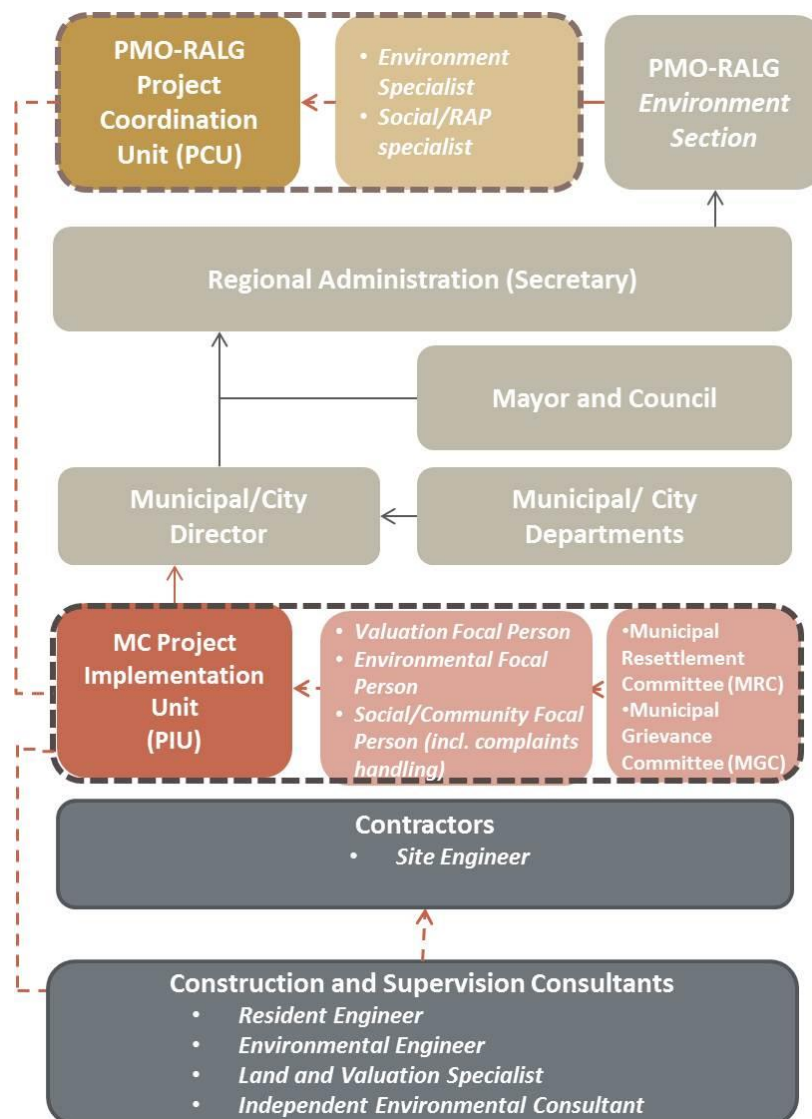 PMO-RALG
Project
Coordination
Unit (PCU)
• Environment
Specialist
• Social/RAP
specialist
PMO-RALG
Environment
Section
Regional Administration (Secretary)
Mayor and Council
Municipal/City
Director
Municipal/ City
Departments
MC Project
Implementation
Unit
(PIU)
• Valuation Focal Person
• Environmental Focal
Person
• Social/Community Focal
Person (incl. complaints
handling)
•Municipal
Resettlement
Committee (MRC)
•Municipal
Grievance
Committee (MGC)
Contractors
• Site Engineer
Construction and Supervision Consultants
• Resident Engineer
• Environmental Engineer
• Land and Valuation Specialist
• Independent Environmental Consultant